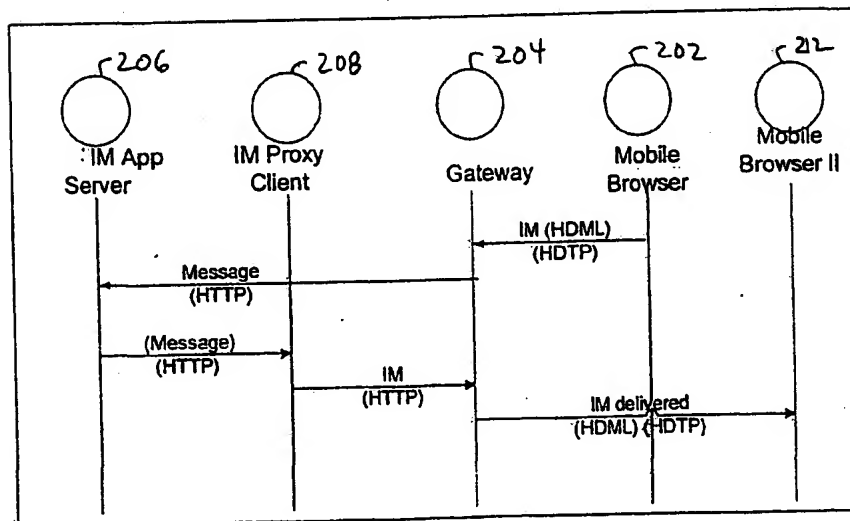 206
208
204
202
212
:IM App
Server
IM Proxy
Client
Gateway
Mobile
Browser
Mobile
Browser II
IM (HDML)
(HDTP)
Message
(HTTP)
(Message)
(HTTP)
IM
(HTTP)
IM delivered
(HDML) (HDTP)